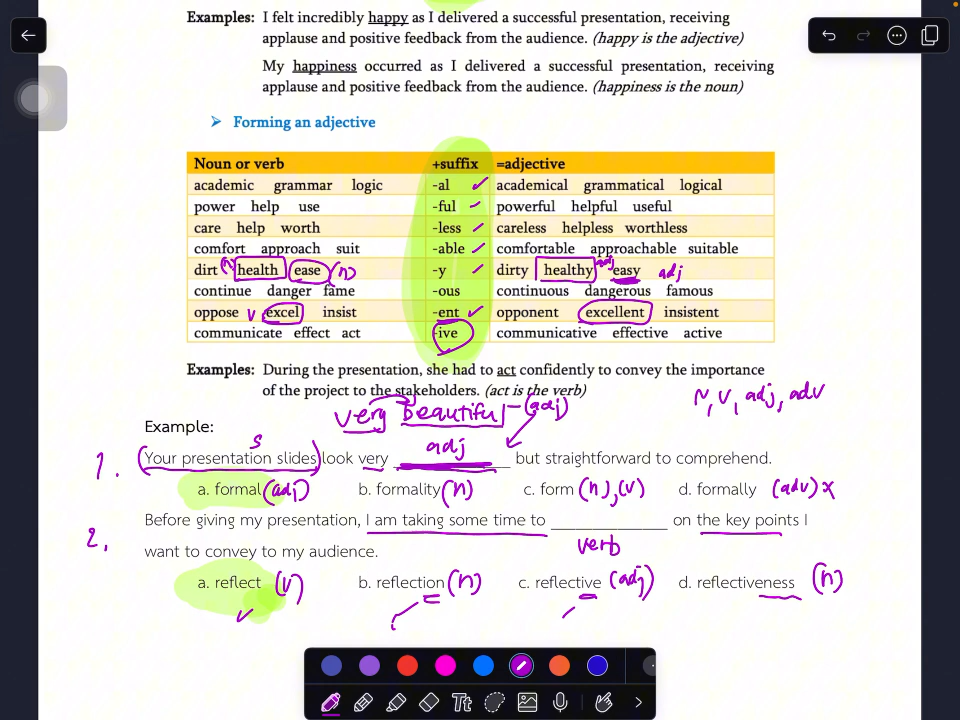 Examples: I felt incredibly happy as I delivered a successful presentation, receiving
applause and positive feedback from the audience. (happy is the adjective)
My happiness occurred as I delivered a successful presentation, receiving
applause and positive feedback from the audience. (happiness is the noun)
➢ Forming an adjective
Noun or verb +suffix =adjective
academic grammar logic -al ✓ academical grammatical logical
power help use -ful ✓ powerful helpful useful
care help worth -less ✓ careless helpless worthless
comfort approach suit -able ✓ comfortable approachable suitable
dirt (n) health ease (n) -y ✓ dirty healthy adj easy adj
continue danger fame -ous continuous dangerous famous
oppose v excel insist -ent ✓ opponent excellent insistent
communicate effect act -ive communicative effective active
Examples: During the presentation, she had to act confidently to convey the importance
of the project to the stakeholders. (act is the verb)
N, V, adj, adv
very beautiful - (adj)
Example:
S adj
1. (Your presentation slides) look very ____________ but straightforward to comprehend.
a. formal (adj) b. formality (n) c. form (n), (v) d. formally (adv) x
2. Before giving my presentation, I am taking some time to ____________ on the key points I
want to convey to my audience. verb
a. reflect (v) b. reflection (n) c. reflective (adj) d. reflectiveness (n)
Tt